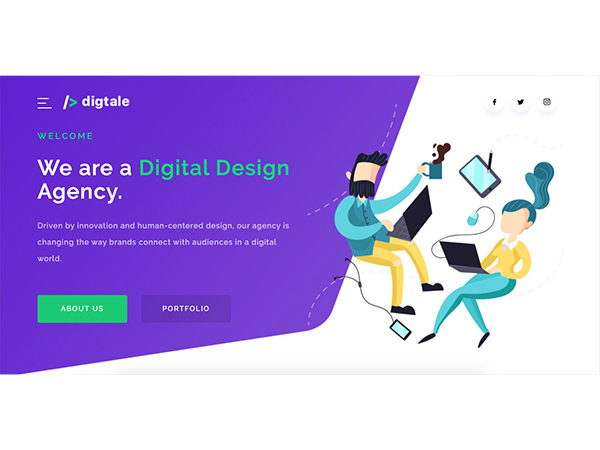 /> digtale
WELCOME
We are a Digital Design
Agency.
Driven by innovation and human-centered design, our agency is
changing the way brands connect with audiences in a digital
world.
ABOUT US
PORTFOLIO